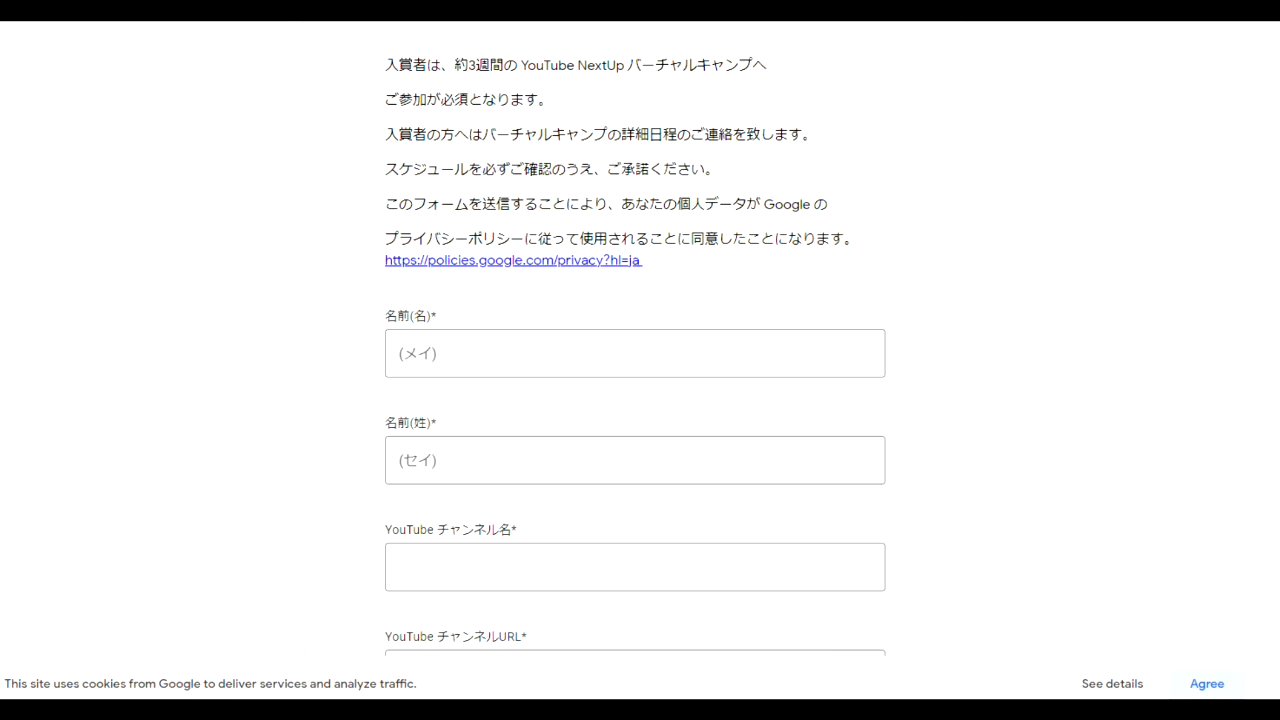 入賞者は、約3週間の YouTube NextUp バーチャルキャンプへ
ご参加が必須となります。
入賞者の方へはバーチャルキャンプの詳細日程のご連絡を致します。
スケジュールを必ずご確認のうえ、ご承諾ください。
このフォームを送信することにより、あなたの個人データが Google の
プライバシーポリシーに従って使用されることに同意したことになります。
https://policies.google.com/privacy?hl=ja
名前(名)*
(メイ)
名前(姓)*
(セイ)
YouTube チャンネル名*
YouTube チャンネルURL*
This site uses cookies from Google to deliver services and analyze traffic.
See details
Agree